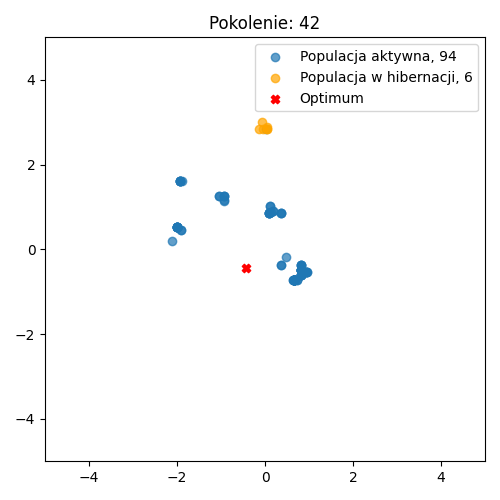 Pokolenie: 42
Populacja aktywna, 94
Populacja w hibernacji, 6
Optimum
4
2
0
−2
−4
−4 −2 0 2 4